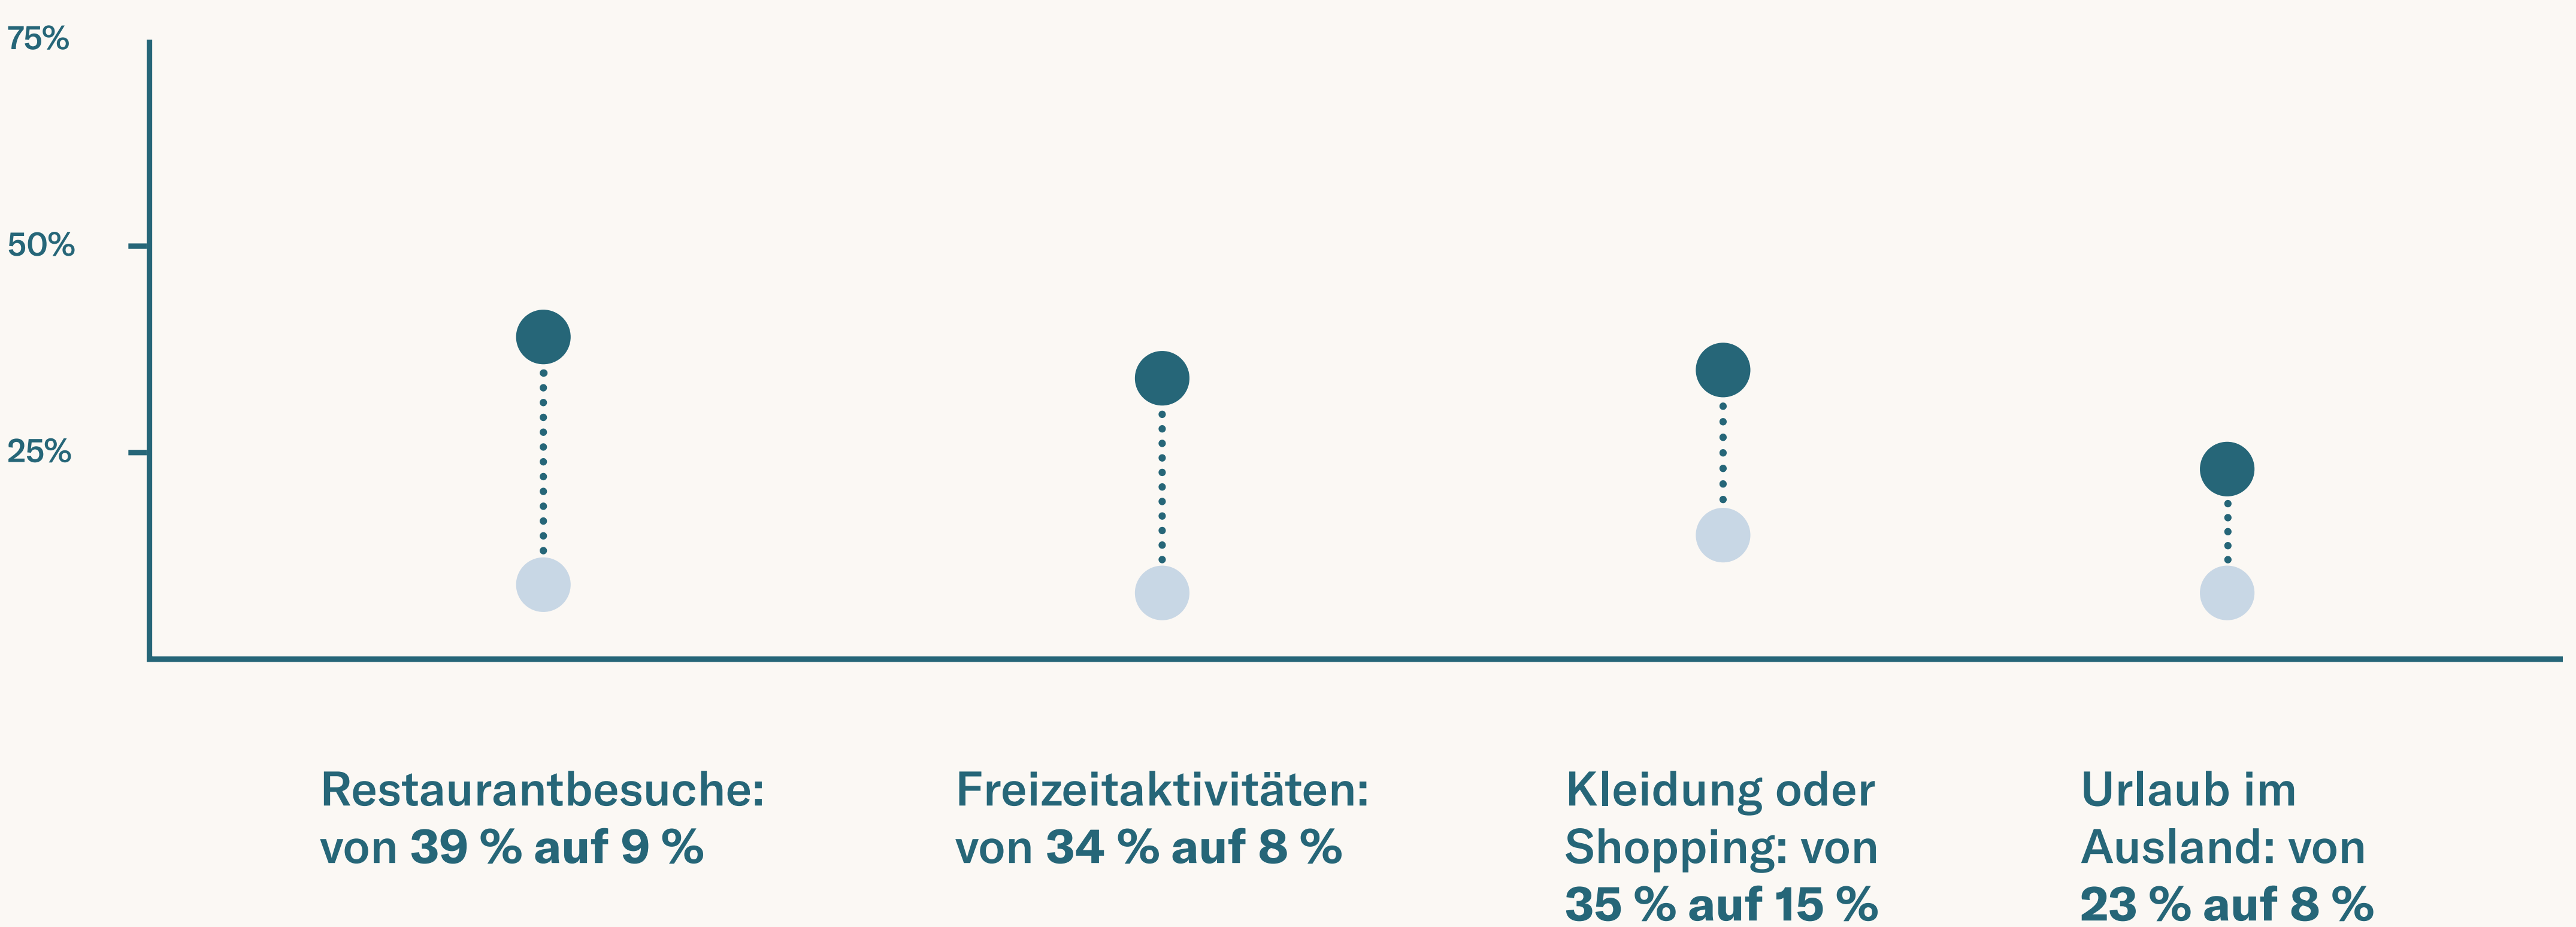 75%
50%
25%
Restaurantbesuche:
von 39 % auf 9 %
Freizeitaktivitäten:
von 34 % auf 8 %
Kleidung oder
Shopping: von
35 % auf 15 %
Urlaub im
Ausland: von
23 % auf 8 %